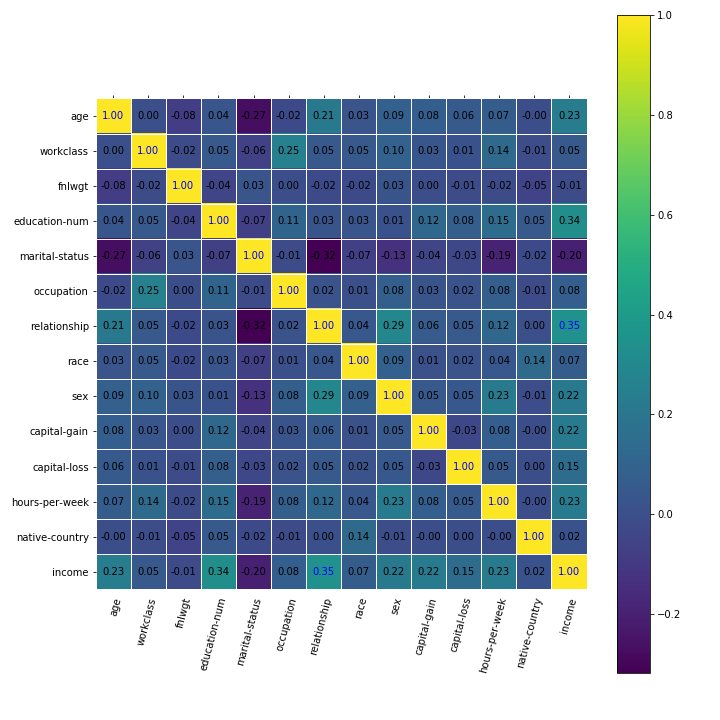 1.0
age 1.00 0.00 -0.08 0.04 -0.27 -0.02 0.21 0.03 0.09 0.08 0.06 0.07 -0.00 0.23
0.8
workclass 0.00 1.00 -0.02 0.05 -0.06 0.25 0.05 0.05 0.10 0.03 0.01 0.14 -0.01 0.05
fnlwgt -0.08 -0.02 1.00 -0.04 0.03 0.00 -0.02 -0.02 0.03 0.00 -0.01 -0.02 -0.05 -0.01
0.6
education-num 0.04 0.05 -0.04 1.00 -0.07 0.11 0.03 0.03 0.01 0.12 0.08 0.15 0.05 0.34
marital-status -0.27 -0.06 0.03 -0.07 1.00 -0.01 -0.32 -0.07 -0.13 -0.04 -0.03 -0.19 -0.02 -0.20
occupation -0.02 0.25 0.00 0.11 -0.01 1.00 0.02 0.01 0.08 0.03 0.02 0.08 -0.01 0.08
0.4
relationship 0.21 0.05 -0.02 0.03 -0.32 0.02 1.00 0.04 0.29 0.06 0.05 0.12 0.00 0.35
race 0.03 0.05 -0.02 0.03 -0.07 0.01 0.04 1.00 0.09 0.01 0.02 0.04 0.14 0.07
sex 0.09 0.10 0.03 0.01 -0.13 0.08 0.29 0.09 1.00 0.05 0.05 0.23 -0.01 0.22
0.2
capital-gain 0.08 0.03 0.00 0.12 -0.04 0.03 0.06 0.01 0.05 1.00 -0.03 0.08 -0.00 0.22
capital-loss 0.06 0.01 -0.01 0.08 -0.03 0.02 0.05 0.02 0.05 -0.03 1.00 0.05 0.00 0.15
hours-per-week 0.07 0.14 -0.02 0.15 -0.19 0.08 0.12 0.04 0.23 0.08 0.05 1.00 -0.00 0.23
0.0
native-country -0.00 -0.01 -0.05 0.05 -0.02 -0.01 0.00 0.14 -0.01 -0.00 0.00 -0.00 1.00 0.02
income 0.23 0.05 -0.01 0.34 -0.20 0.08 0.35 0.07 0.22 0.22 0.15 0.23 0.02 1.00
−0.2
age workclass fnlwgt education-num marital-status occupation relationship race sex capital-gain capital-loss hours-per-week native-country income